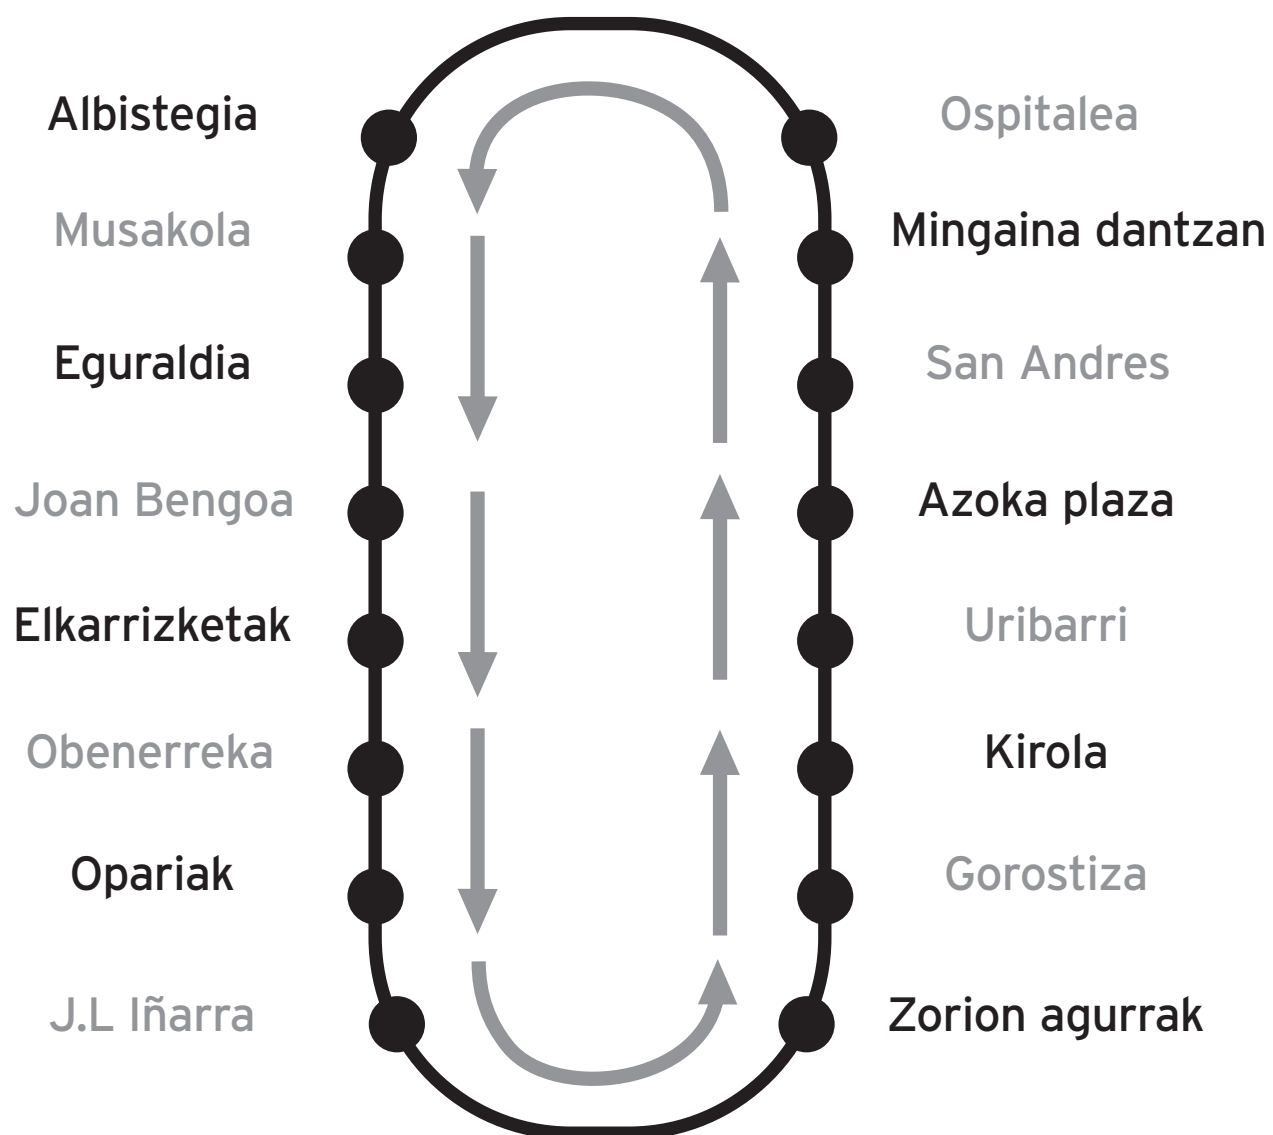 Albistegia
Musakola
Eguraldia
Joan Bengoa
Elkarrizketak
Obenerreka
Opariak
J.L Iñarra
Ospitalea
Mingaina dantzan
San Andres
Azoka plaza
Uribarri
Kirola
Gorostiza
Zorion agurrak